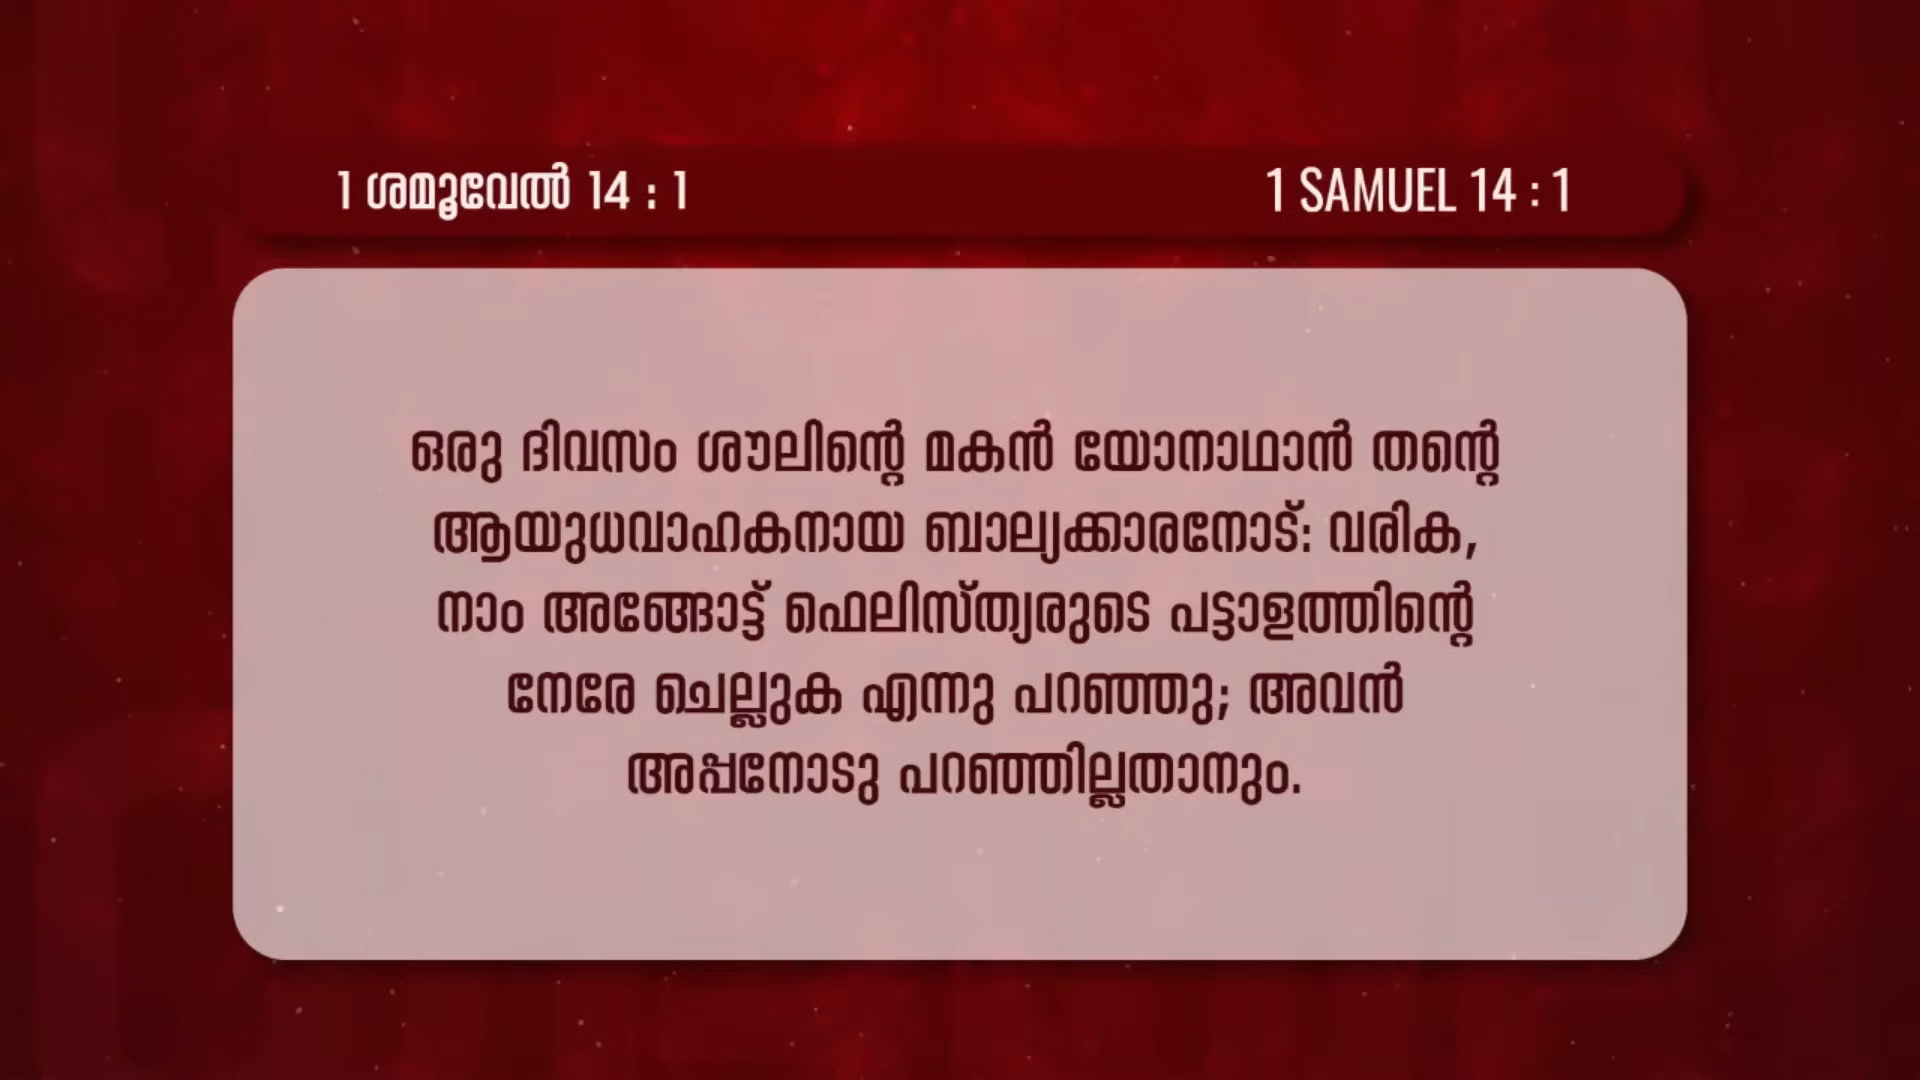 1 ശമൂവേൽ 14 : 1
1 SAMUEL 14 : 1
ഒരു ദിവസം ശൗലിന്റെ മകൻ യോനാഥാൻ തന്റെ
ആയുധവാഹകനായ ബാല്യക്കാരനോട്: വരിക,
നാം അങ്ങോട്ട് ഫെലിസ്ത്യരുടെ പട്ടാളത്തിന്റെ
നേരേ ചെല്ലുക എന്നു പറഞ്ഞു; അവൻ
അപ്പനോടു പറഞ്ഞില്ലതാനും.